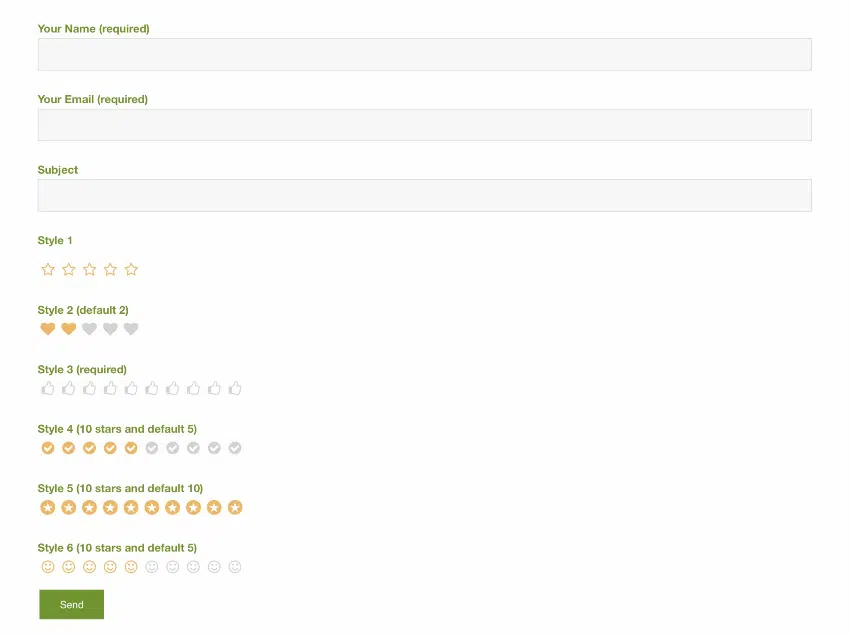 Your Name (required)
Your Email (required)
Subject
Style 1
Style 2 (default 2)
Style 3 (required)
Style 4 (10 stars and default 5)
Style 5 (10 stars and default 10)
Style 6 (10 stars and default 5)
Send